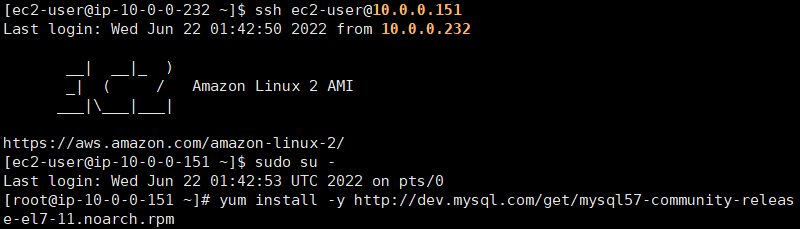 [ec2-user@ip-10-0-0-232 ~]$ ssh ec2-user@10.0.0.151
Last login: Wed Jun 22 01:42:50 2022 from 10.0.0.232
       __|  __|_  )
       _|  (     /   Amazon Linux 2 AMI
      ___|\___|___|
https://aws.amazon.com/amazon-linux-2/
[ec2-user@ip-10-0-0-151 ~]$ sudo su -
Last login: Wed Jun 22 01:42:53 UTC 2022 on pts/0
[root@ip-10-0-0-151 ~]# yum install -y http://dev.mysql.com/get/mysql57-community-releas
e-el7-11.noarch.rpm